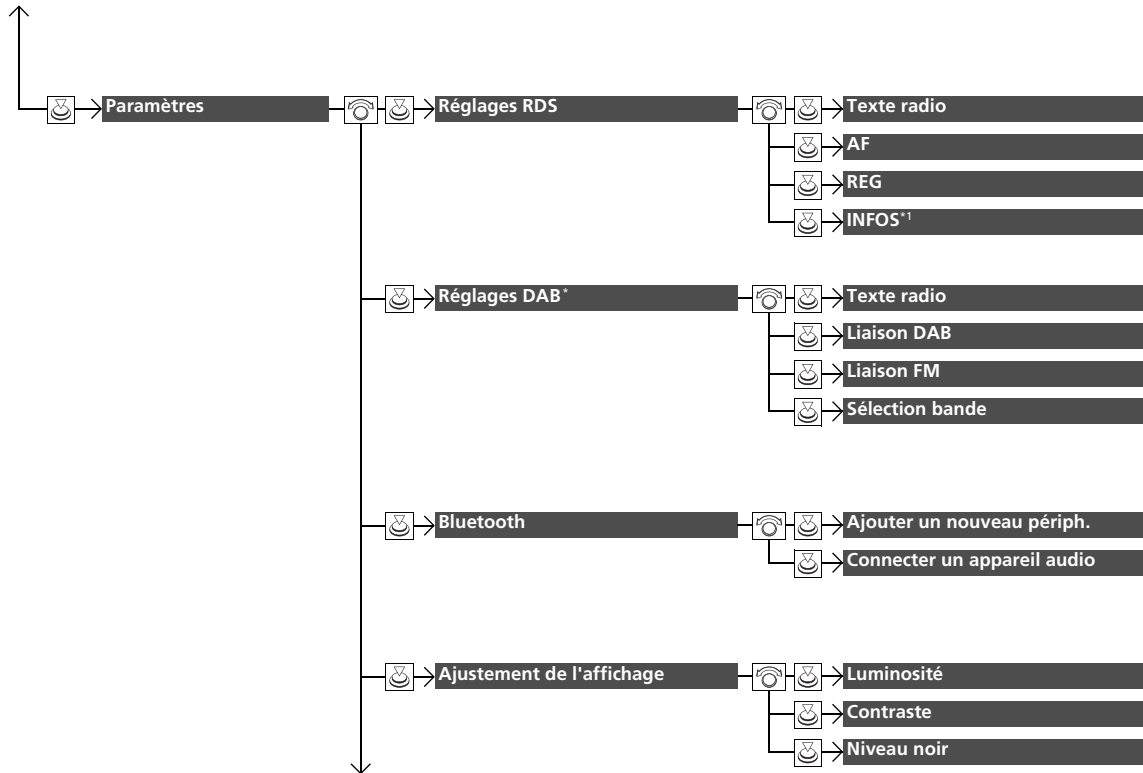 Paramètres
Réglages RDS
Texte radio
AF
REG
INFOS*1
Réglages DAB*
Texte radio
Liaison DAB
Liaison FM
Sélection bande
Bluetooth
Ajouter un nouveau périph.
Connecter un appareil audio
Ajustement de l'affichage
Luminosité
Contraste
Niveau noir